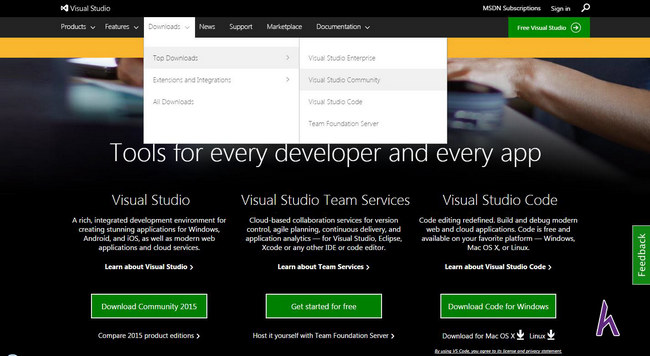 Visual Studio
MSDN Subscriptions Sign in
Products Features Downloads News Support Marketplace Documentation Free Visual Studio
Top Downloads
Extensions and Integrations
All Downloads
Visual Studio Enterprise
Visual Studio Community
Visual Studio Code
Team Foundation Server
Tools for every developer and every app
Visual Studio
A rich, integrated development environment for
creating stunning applications for Windows,
Android, and iOS, as well as modern web
applications and cloud services.
Learn about Visual Studio
Download Community 2015
Compare 2015 product editions
Visual Studio Team Services
Cloud-based collaboration services for version
control, agile planning, continuous delivery, and
application analytics — for Visual Studio, Eclipse,
Xcode or any other IDE or code editor.
Learn about Team Services
Get started for free
Host it yourself with Team Foundation Server
Visual Studio Code
Code editing redefined. Build and debug modern
web and cloud applications. Code is free and
available on your favorite platform — Windows,
Mac OS X, or Linux.
Learn about Visual Studio Code
Download Code for Windows
Download for Mac OS X Linux
By using VS Code, you agree to its license and privacy statement.
Feedback